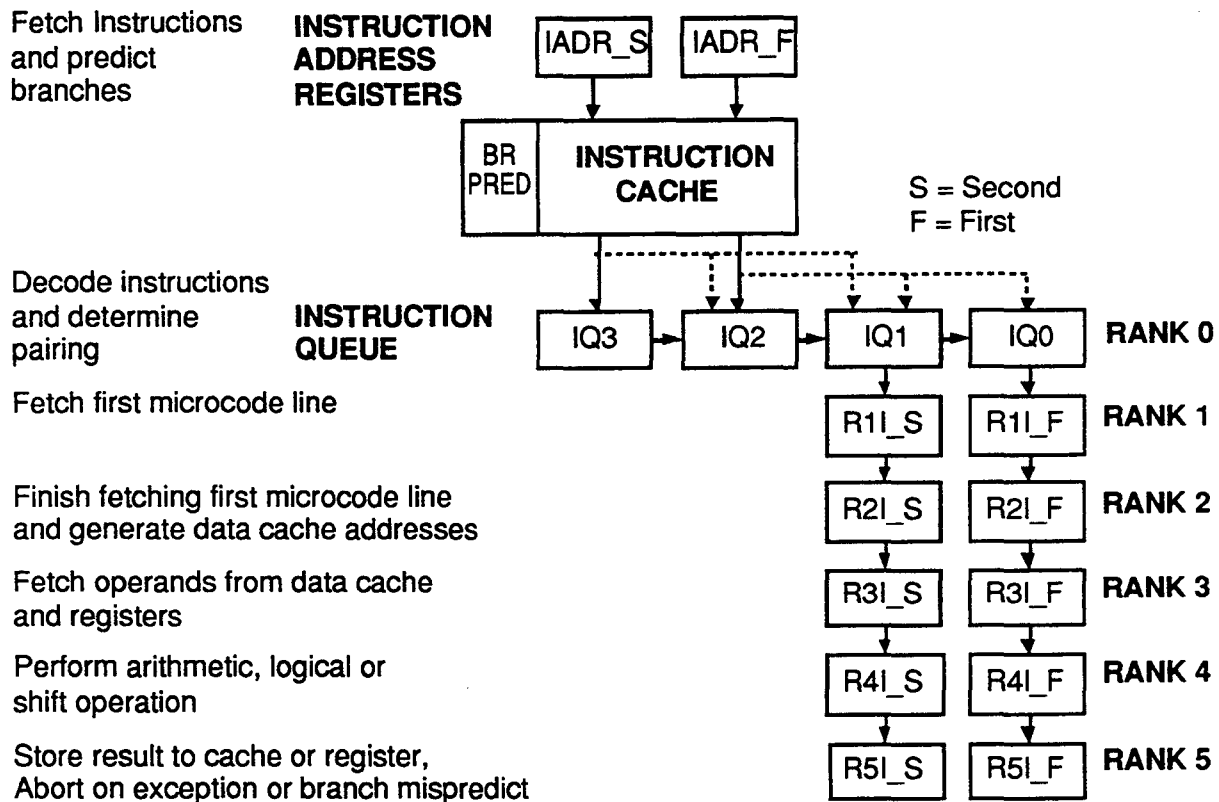 Fetch Instructions
and predict
branches
INSTRUCTION
ADDRESS
REGISTERS
IADR_S
IADR_F
BR
PRED
INSTRUCTION
CACHE
S = Second
F = First
Decode instructions
and determine
pairing
INSTRUCTION
QUEUE
IQ3
IQ2
IQ1
IQ0
RANK 0
Fetch first microcode line
R1I_S
R1I_F
RANK 1
Finish fetching first microcode line
and generate data cache addresses
R2I_S
R2I_F
RANK 2
Fetch operands from data cache
and registers
R3I_S
R3I_F
RANK 3
Perform arithmetic, logical or
shift operation
R4I_S
R4I_F
RANK 4
Store result to cache or register,
Abort on exception or branch mispredict
R5I_S
R5I_F
RANK 5